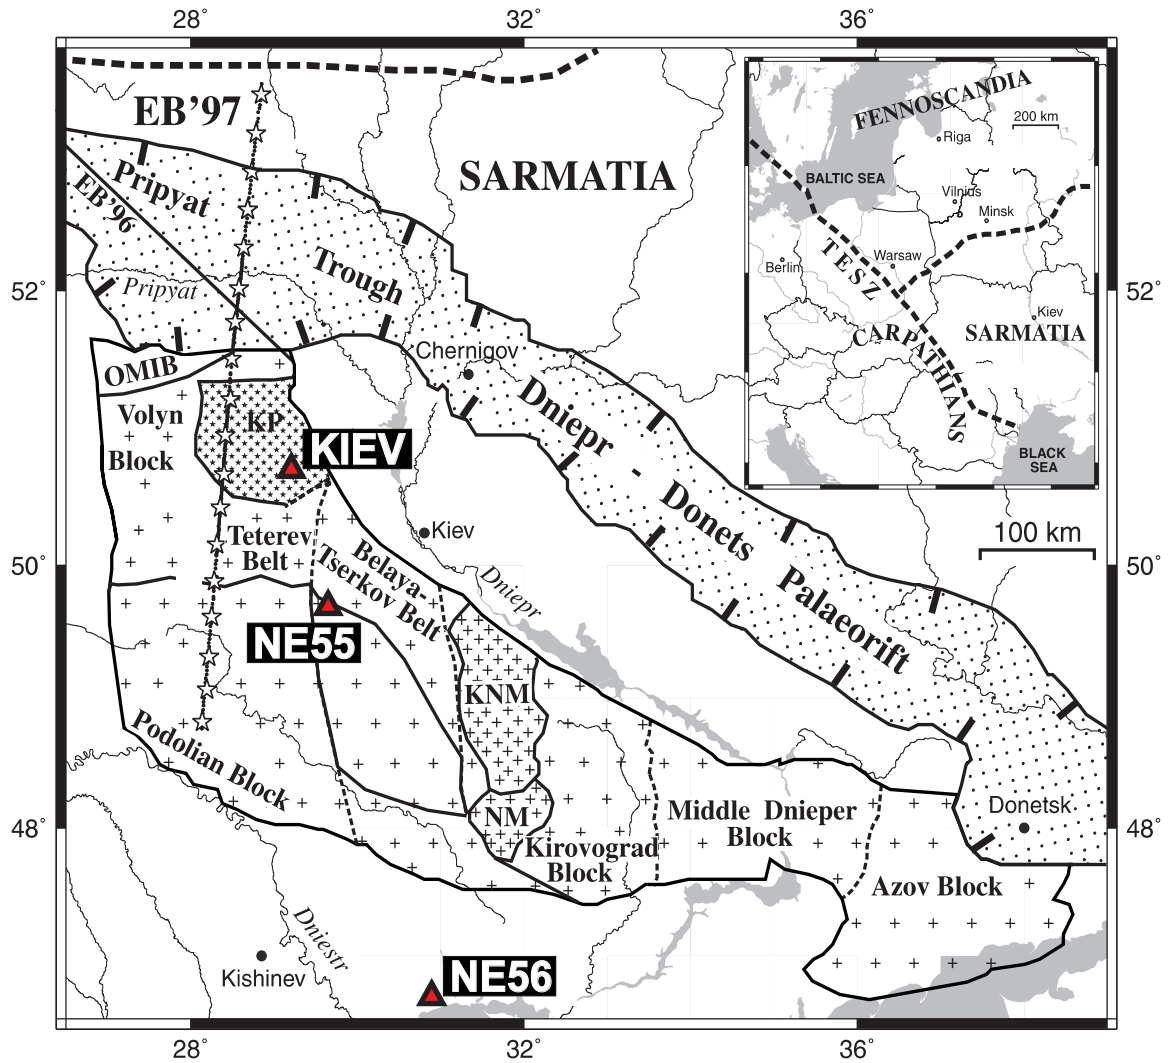 28° 32° 36°
EB’97
FENNOSCANDIA
200 km
Riga
SARMATIA
Pripyat
BALTIC SEA
EB’96
Vilnius
Minsk
TESZ
Warsaw
Berlin
Trough
52°
Pripyat
52°
Kiev
CARPATHIANS
SARMATIA
Chernigov
OMIB
Dniepr -
Volyn
KP
KIEV
Block
BLACK
SEA
Donets
100 km
Teterev
Kiev
Belt
Belaya-
Tserkov Belt
50°
Palaeorift
50°
Dniepr
NE55
KNM
Podolian Block
Donetsk
Middle Dnieper
NM
Block
48°
48°
Kirovograd
Block
Azov Block
Dniestr
Kishinev
NE56
28° 32° 36°